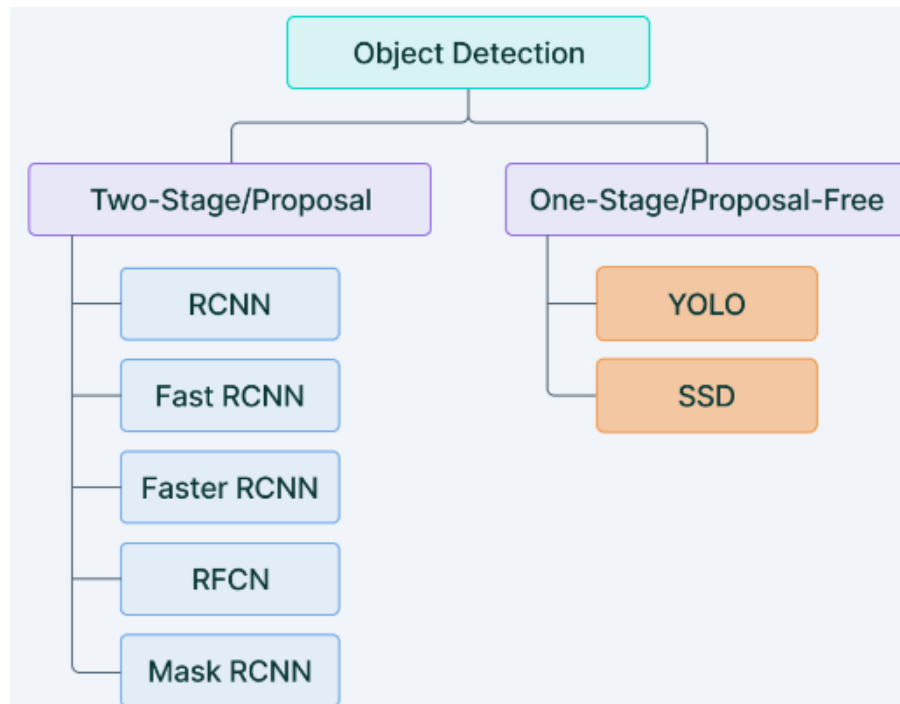 Object Detection
Two-Stage/Proposal
One-Stage/Proposal-Free
RCNN
Fast RCNN
Faster RCNN
RFCN
Mask RCNN
YOLO
SSD